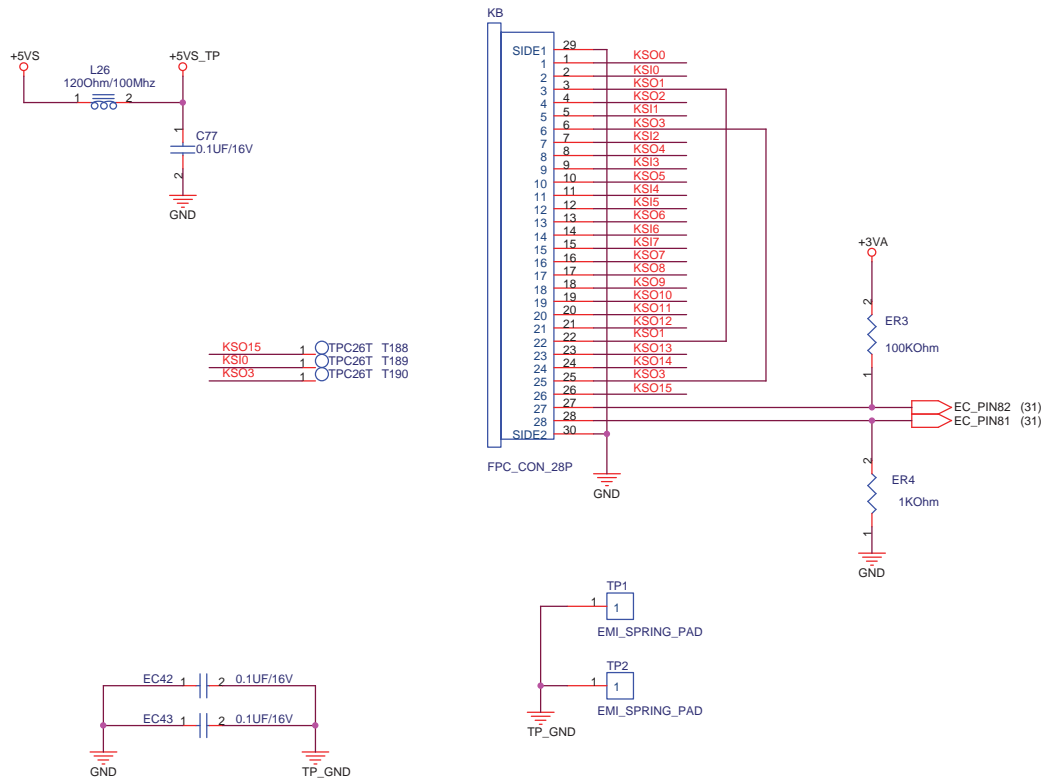 KB
+5VS
+5VS_TP
L26
120Ohm/100Mhz
1 2
1
C77
0.1UF/16V
2
GND
SIDE1 29
1 1 KSO0
2 2 KSI0
3 3 KSO1
4 4 KSO2
5 5 KSI1
6 6 KSO3
7 7 KSI2
8 8 KSO4
9 9 KSI3
10 10 KSO5
11 11 KSI4
12 12 KSI5
13 13 KSO6
14 14 KSI6
15 15 KSI7
16 16 KSO7
17 17 KSO8
18 18 KSO9
19 19 KSO10
20 20 KSO11
21 21 KSO12
22 22 KSO1
23 23 KSO13
24 24 KSO14
25 25 KSO3
26 26 KSO15
27 27
28 28
SIDE2 30
FPC_CON_28P
GND
KSO15 1 TPC26T T188
KSI0 1 TPC26T T189
KSO3 1 TPC26T T190
+3VA
2
ER3
100KOhm
1
EC_PIN82 (31)
EC_PIN81 (31)
2
ER4
1KOhm
1
GND
TP1
1 1
EMI_SPRING_PAD
TP2
1 1
EMI_SPRING_PAD
TP_GND
EC42 1 2 0.1UF/16V
EC43 1 2 0.1UF/16V
GND
TP_GND